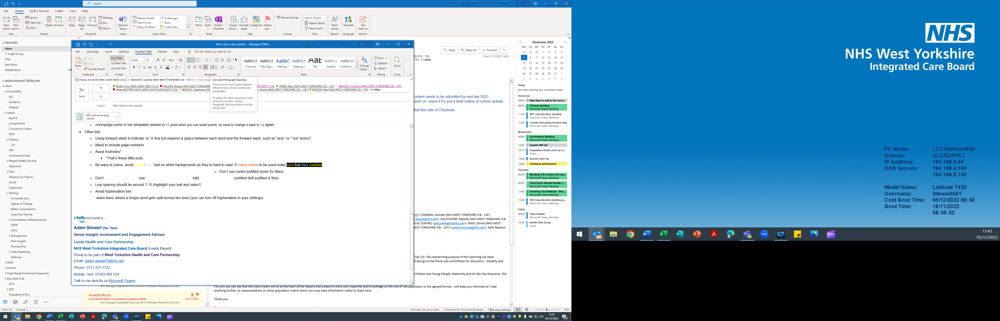 Search
File Home Send / Receive Folder View Help
New Email
New Items
Ignore
Clean Up
Junk
Delete
Archive
Reply
Reply All
Forward
Meeting
IM
More
Share to Teams
Mental Health
Team Email
Reply & Delete
To Manager
Done
Create New
Move
Rules
Send to OneNote
Assign Policy
Unread/ Read
Categorize
Follow Up
Browse Groups
Search People
Address Book
Filter Email
Read Aloud
Translate
Get Add-ins
New Delete Respond Teams Quick Steps Move Tags Groups Find Speech Language Add-ins
Favorites
Inbox
1. Insight to log
Pilot
Sent Items
Deleted Items 34
adam.stewart1@nhs.net
Inbox
Accessibility
AIS
Guidance
Website
Admin
Band 6
Compliments
Concerts for Carers
EASY
Finance
Car
HM
Involvement Lead
Mental Health First Aid
Objectives
Quiz
Shaping Our Futures
Social
Supervision
Training
Accessible docs
Agents of Change
Better Conversations
Coaching Training
Consultation Institute training
GDPR
ILM 3
Management
Plain English
Premiere Pro
Video Marketing
Webinars
AGM
Archive
Asset-Based Involvement Approach
Big Leeds Chat
2019
2021
Evaluation of BLC
Items: 85 Unread: 1
Plain-text on the website - Message (HTML)
File Message Insert Options Format Text Review Help Tell me what you want to do
Paste
Cut
Copy
Format Painter
Aa HTML
Aa Plain Text
Aa Rich Text
Arial 12
AaBbCcI ¶ Normal
AaBbCcI ¶ No Spac...
AaBbC Heading 1
AaBbCc Heading 2
AaB Title
AaBbCc Subtitle
AaBbCcI Subtle Em...
Change Styles
Find
Replace
Select
Zoom
Clipboard Format Font Paragraph Styles Editing Zoom
Penny ALLISON (NHS LEEDS WEST CCG) MACKAY, Caroline (NHS WEST YORKSHIRE ICB - 15F) : These recip
Send
To
Bridle Chris (NHS LEEDS WEST CCG); WILSON, Kirsten (NHS WEST YORKSHIRE
DS WEST CCG); WEBB, Mary (NHS WEST YORKSHIRE ICB - 15F); MACKAY, Caroline (NHS WEST YORKSHIRE ICB - 15F);
Helen BUTTERS (NHS LEEDS SOUTH AND EAST CCG); BENTLEY, Stephanie (NH
, Huma (NHS WEST YORKSHIRE ICB - 15F); BEESON, Mia (NHS WEST YORKSHIRE ICB - 15F); +1 other
Cc
Subject Plain-text on the website
Line and Paragraph Spacing
Choose how much space appears
between lines of text or between
paragraphs.
To apply the same spacing to your
whole document, use the
Paragraph Spacing options on the
Design tab.
MH_outcomes.png
109 KB
o Annoyingly some of the templates default to 11 point when you use bullet points, so have to change it back to 12 again.
• Other bits:
o Using forward slash to indicate ‘or’ is fine but requires a space between each word and the forward slash, such as “and / or “ not “and/or”.
o Need to include page numbers.
o Avoid footnotes¹.
▪ ¹That’s these little sods.
o Be wary of colour, avoid bright / pale text on white backgrounds as they’re hard to read. If colour needs to be used make sure that they contrast
o Don’t use centre justified (even for titles)
o Don’t use fully justified (left justified is fine).
o Line spacing should be around 1.15 (highlight your text and select
o Avoid hyphenation bet-
-ween lines; where a longer word gets split across two lines (you can turn off hyphenation in your settings).
# hello my name is...
Adam Stewart (he / him)
Senior Insight, Involvement and Engagement Advisor
Leeds Health and Care Partnership
NHS West Yorkshire Integrated Care Board (Leeds Based)
Proud to be part of West Yorkshire Health and Care Partnership
Email: adam.stewart1@nhs.net
Phone: 0113 221 7723
Mobile / text: 07393 469 534
Talk to me directly on Microsoft Teams
This message originated from outside of NHSmail. Please do not click
Annette Morris
Involvement plan/co-production progress ladder 25/11/2022
This message originated from outside of NHSmail. Please do not click
Reply Reply All Forward
RE ICB - 15F); Thu 01/12/2022 14:26
15F); +1 other
content needs to be submitted by end Jan 2023
eport on (even if it’s just a brief outline of comms activity
that this side of Christmas
net>; SHARMA, Susheel (NHS WEST YORKSHIRE ICB - 15F)
e.boyne@nhs.net>; GOLDTHORP, Melody (NHS WEST YORKSHIRE ICB -
ICAL CENTRE) <gill.pottinger@nhs.net>; DEER, Donna (NHS WEST
WEST YORKSHIRE ICB - 15F) <rachel.mooring@nhs.net>; Kath Newton
Feb 23). The overarching purpose of the reporting has been
ill also go to the three sub-committees for assurance – (Quality and
Children and Young People, Maternity and On the Day Response. The
I’m sure you can see that the matrix team will be at the heart of the reports and a place to share your expertise and knowledge on the End of Life population in the agreed format. I will keep you informed as I hear
anything further; as representatives on other population matrix teams you may have information useful to share here.
Thank you
All folders are up to date. Connected to: Microsoft Exchange Display Settings 100%
December 2022
MO TU WE TH FR SA SU
28 29 30 1 2 3 4
5 6 7 8 9 10 11
12 13 14 15 16 17 18
19 20 21 22 23 24 25
26 27 28 29 30 31 1
2 3 4 5 6 7 8
Today
You have nothing else scheduled today.
Tomorrow
09:00 New item to add to the Invol...
09:30 ICI team meeting
Microsoft Teams Meeting
11:30 WY ‘coproduction’ meeting
Microsoft Teams Meeting
12:30 Comms tech going forward mtg
Microsoft Teams Meeting
Wednesday
08:00 Involvement Meeting
Microsoft Teams Meeting
10:00 Update WiP list
10:15 Population Heath catch up m...
Teams
14:00 Boards Catch Up
14:00 Christmas performance
Thursday
09:00 Meeting: ICB comms and eng...
Microsoft Teams Meeting
09:30 Third Sector Mental Health C...
Microsoft Teams Meeting
13:00 Involving You Network - Wor...
Microsoft Teams Meeting
15:30 FW: Coproduction meeting w...
Microsoft Teams Meeting
Friday
09:00 Team Huddle
Microsoft Teams Meeting
10:30 Health Task Group
Zoom
15:43
05/12/2022
24
NHS
NHS West Yorkshire
Integrated Care Board
PC Name: LCCGNHS54802
Domain: XLEEDSPCT
IP Address: 192.168.0.69
DNS Servers: 194.168.4.100
194.168.8.100
Model Name: Latitude 7420
Username: StewartA01
Cold Boot Time: 05/12/2022 08:58
Boot Time: 18/11/2022
08:58:52
zoom
15:43
05/12/2022